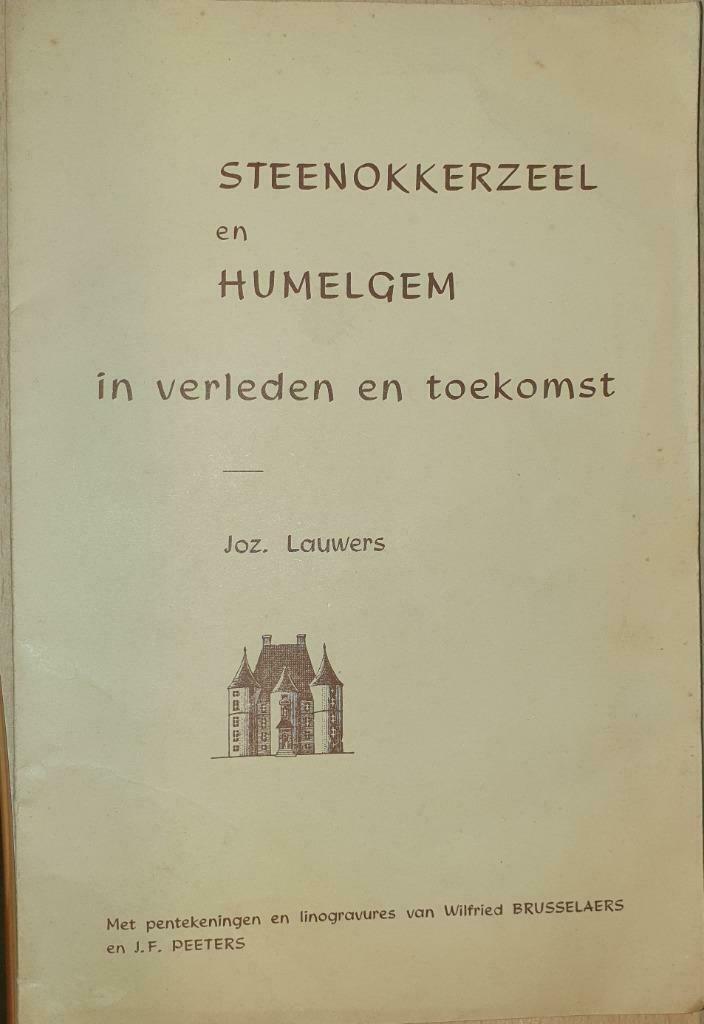 STEENOKKERZEEL
en
HUMELGEM
in verleden en toekomst
Joz. Lauwers
Met pentekeningen en linogravures van Wilfried BRUSSELAERS
en J.F. PEETERS